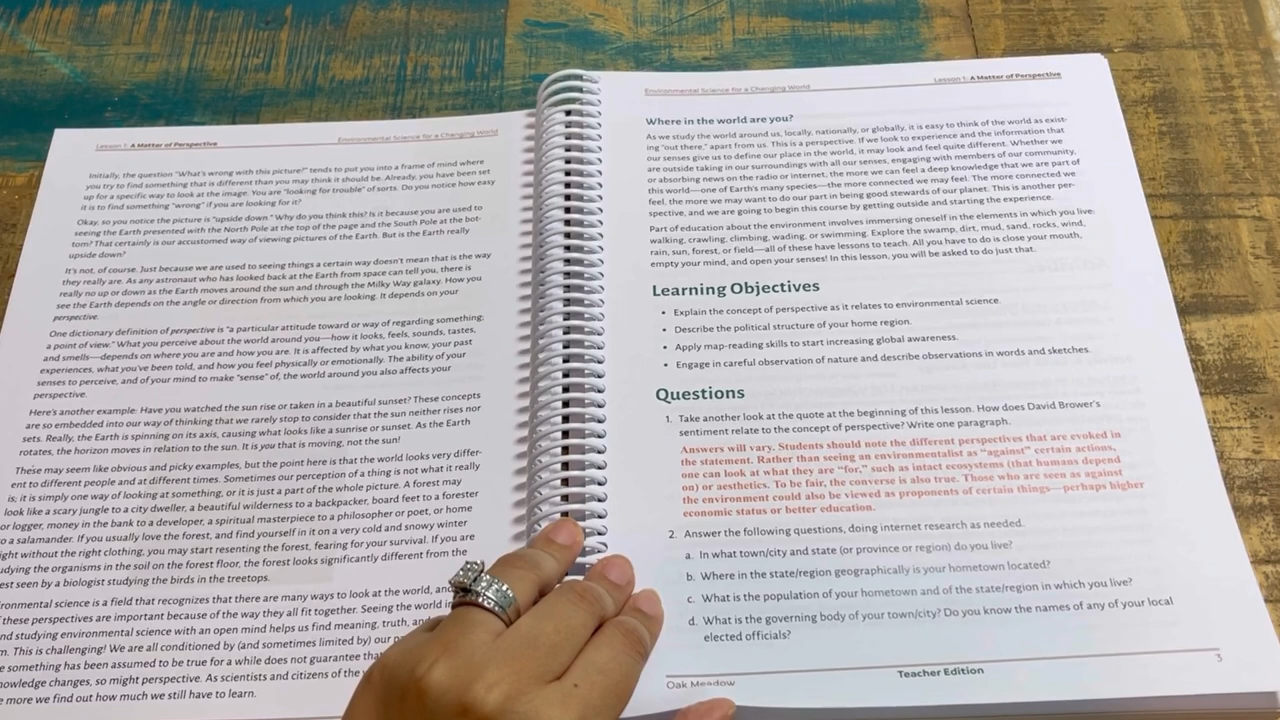 Lesson 1: A Matter of Perspective
Environmental Science for a Changing World
Initially, the question "What's wrong with this picture?" tends to put you into a frame of mind where
you try to find something that is different than you may think it should be. Already, you have been set
up for a specific way to look at the image. You are "looking for trouble" of sorts. Do you notice how easy
it is to find something "wrong" if you are looking for it?
Okay, so you notice the picture is "upside down." Why do you think this? Is it because you are used to
seeing the Earth presented with the North Pole at the top of the page and the South Pole at the bot-
tom? That certainly is our accustomed way of viewing pictures of the Earth. But is the Earth really
upside down?
It's not, of course. Just because we are used to seeing things a certain way doesn't mean that is the way
they really are. As any astronaut who has looked back at the Earth from space can tell you, there is
really no up or down as the Earth moves around the sun and through the Milky Way galaxy. How you
see the Earth depends on the angle or direction from which you are looking. It depends on your
perspective.
One dictionary definition of perspective is "a particular attitude toward or way of regarding something;
a point of view." What you perceive about the world around you—how it looks, feels, sounds, tastes,
and smells—depends on where you are and how you are. It is affected by what you know, your past
experiences, what you've been told, and how you feel physically or emotionally. The ability of your
senses to perceive, and of your mind to make "sense" of, the world around you also affects your
perspective.
Here's another example: Have you watched the sun rise or taken in a beautiful sunset? These concepts
are so embedded into our way of thinking that we rarely stop to consider that the sun neither rises nor
sets. Really, the Earth is spinning on its axis, causing what looks like a sunrise or sunset. As the Earth
rotates, the horizon moves in relation to the sun. It is you that is moving, not the sun!
These may seem like obvious and picky examples, but the point here is that the world looks very differ-
ent to different people and at different times. Sometimes our perception of a thing is not what it really
is; it is simply one way of looking at something, or it is just a part of the whole picture. A forest may
look like a scary jungle to a city dweller, a beautiful wilderness to a backpacker, board feet to a forester
or logger, money in the bank to a developer, a spiritual masterpiece to a philosopher or poet, or home
to a salamander. If you usually love the forest, and find yourself in it on a very cold and snowy winter
ight without the right clothing, you may start resenting the forest, fearing for your survival. If you are
udying the organisms in the soil on the forest floor, the forest looks significantly different from the
est seen by a biologist studying the birds in the treetops.
ronmental science is a field that recognizes that there are many ways to look at the world, and
these perspectives are important because of the way they all fit together. Seeing the world
nd studying environmental science with an open mind helps us find meaning, truth, and
m. This is challenging! We are all conditioned by (and sometimes limited by) our
e something has been assumed to be true for a while does not guarantee
nowledge changes, so might perspective. As scientists and citizens of the
e more we find out how much we still have to learn.
Environmental Science for a Changing World
Lesson 1: A Matter of Perspective
Where in the world are you?
As we study the world around us, locally, nationally, or globally, it is easy to think of the world as exist-
ing "out there," apart from us. This is a perspective. If we look to experience and the information that
our senses give us to define our place in the world, it may look and feel quite different. Whether we
are outside taking in our surroundings with all our senses, engaging with members of our community,
or absorbing news on the radio or internet, the more we can feel a deep knowledge that we are part of
this world—one of Earth's many species—the more connected we may feel. The more connected we
feel, the more we may want to do our part in being good stewards of our planet. This is another per-
spective, and we are going to begin this course by getting outside and starting the experience.
Part of education about the environment involves immersing oneself in the elements in which you live:
walking, crawling, climbing, wading, or swimming. Explore the swamp, dirt, mud, sand, rocks, wind,
rain, sun, forest, or field—all of these have lessons to teach. All you have to do is close your mouth,
empty your mind, and open your senses! In this lesson, you will be asked to do just that.
Learning Objectives
• Explain the concept of perspective as it relates to environmental science.
• Describe the political structure of your home region.
• Apply map-reading skills to start increasing global awareness.
• Engage in careful observation of nature and describe observations in words and sketches.
Questions
1. Take another look at the quote at the beginning of this lesson. How does David Brower's
sentiment relate to the concept of perspective? Write one paragraph.
Answers will vary. Students should note the different perspectives that are evoked in
the statement. Rather than seeing an environmentalist as "against" certain actions,
one can look at what they are "for," such as intact ecosystems (that humans depend
on) or aesthetics. To be fair, the converse is also true. Those who are seen as against
the environment could also be viewed as proponents of certain things—perhaps higher
economic status or better education.
2. Answer the following questions, doing internet research as needed.
a. In what town/city and state (or province or region) do you live?
b. Where in the state/region geographically is your hometown located?
c. What is the population of your hometown and of the state/region in which you live?
d. What is the governing body of your town/city? Do you know the names of any of your local
elected officials?
Oak Meadow
Teacher Edition
3